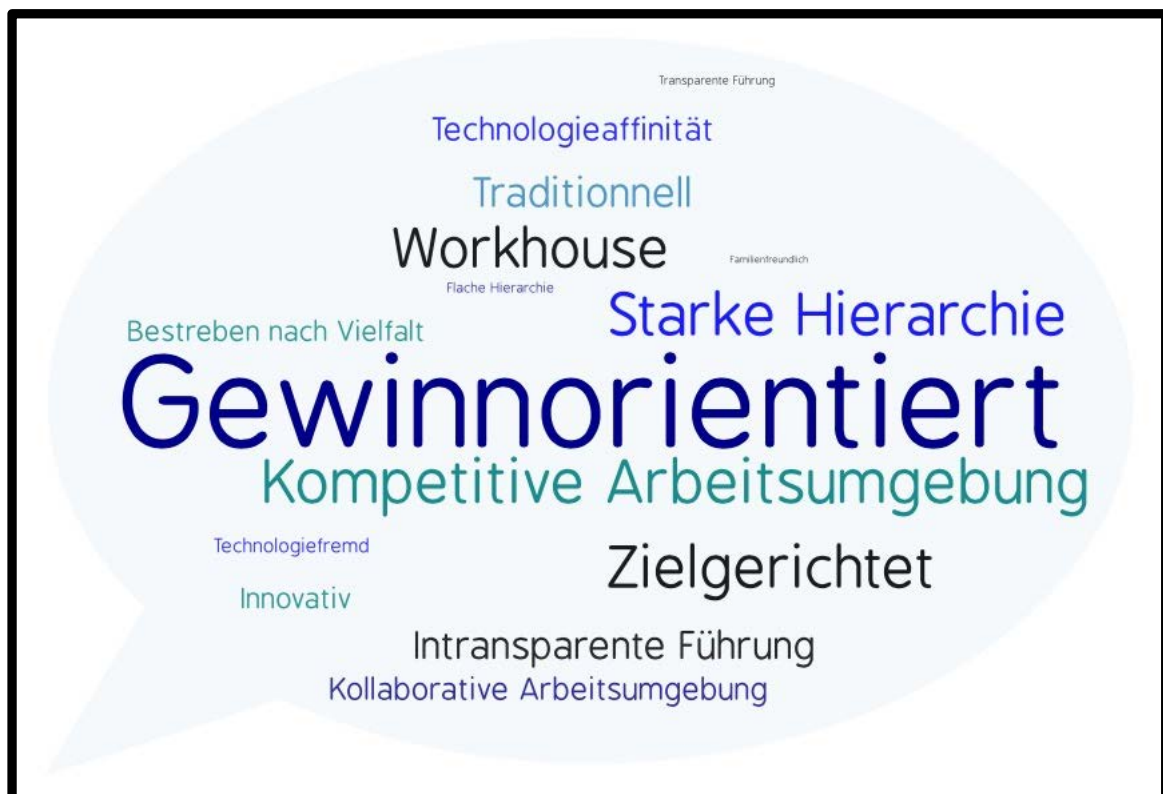 Transparente Führung
Technologieaffinität
Traditionnell
Workhouse
Familienfreundlich
Flache Hierarchie
Starke Hierarchie
Bestreben nach Vielfalt
Gewinnorientiert
Kompetitive Arbeitsumgebung
Technologiefremd
Zielgerichtet
Innovativ
Intransparente Führung
Kollaborative Arbeitsumgebung